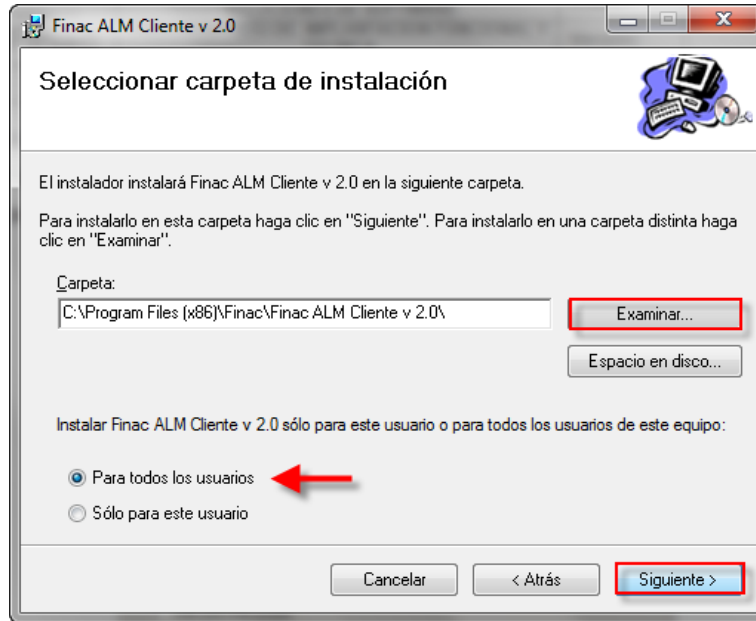 Finac ALM Cliente v 2.0
Seleccionar carpeta de instalación
El instalador instalará Finac ALM Cliente v 2.0 en la siguiente carpeta.
Para instalarlo en esta carpeta haga clic en "Siguiente". Para instalarlo en una carpeta distinta haga
clic en "Examinar".
Carpeta:
C:\Program Files (x86)\Finac\Finac ALM Cliente v 2.0\
Examinar...
Espacio en disco...
Instalar Finac ALM Cliente v 2.0 sólo para este usuario o para todos los usuarios de este equipo:
Para todos los usuarios
Sólo para este usuario
Cancelar
< Atrás
Siguiente >